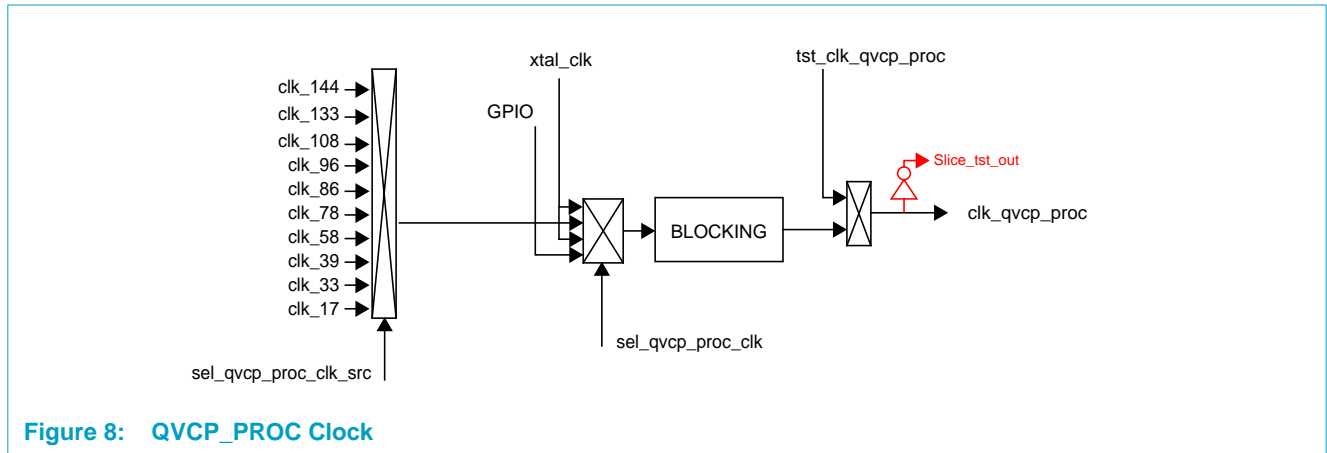 xtal_clk
tst_clk_qvcp_proc
clk_144
GPIO
clk_133
clk_108
clk_96
Slice_tst_out
clk_86
clk_78
clk_qvcp_proc
BLOCKING
clk_58
clk_39
clk_33
clk_17
sel_qvcp_proc_clk
sel_qvcp_proc_clk_src
Figure 8: QVCP_PROC Clock